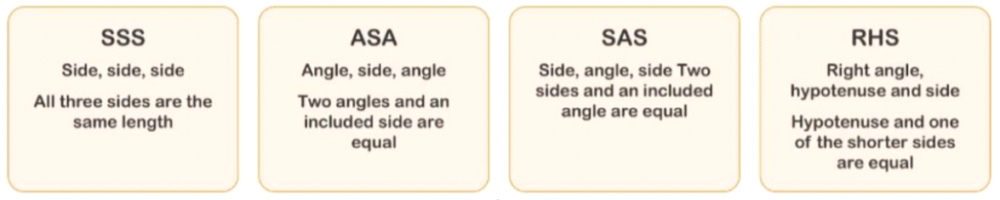 SSS
Side, side, side
All three sides are the
same length
ASA
Angle, side, angle
Two angles and an
included side are
equal
SAS
Side, angle, side Two
sides and an included
angle are equal
RHS
Right angle,
hypotenuse and side
Hypotenuse and one
of the shorter sides
are equal